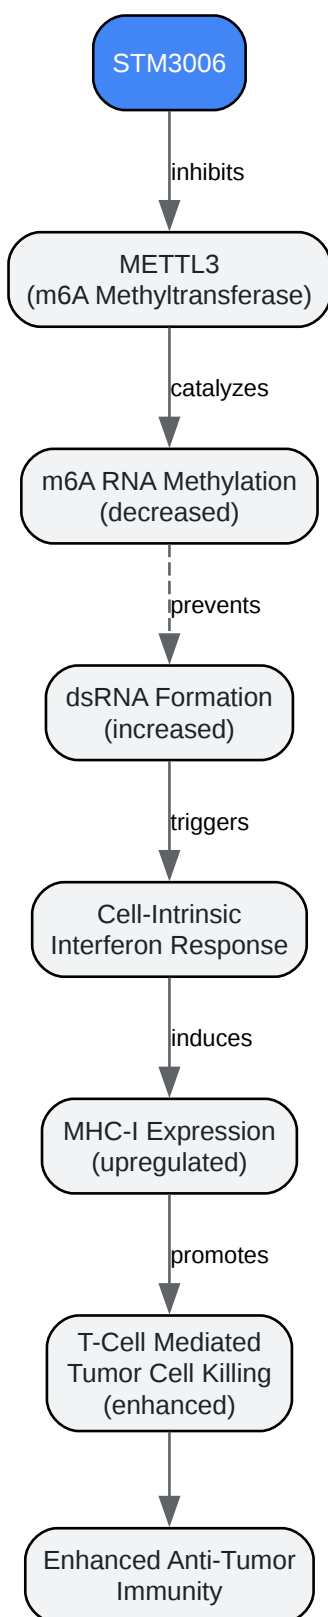 STM3006
inhibits
METTL3
(m6A Methyltransferase)
catalyzes
m6A RNA Methylation
(decreased)
prevents
dsRNA Formation
(increased)
triggers
Cell-Intrinsic
Interferon Response
induces
MHC-I Expression
(upregulated)
promotes
T-Cell Mediated
Tumor Cell Killing
(enhanced)
Enhanced Anti-Tumor
Immunity